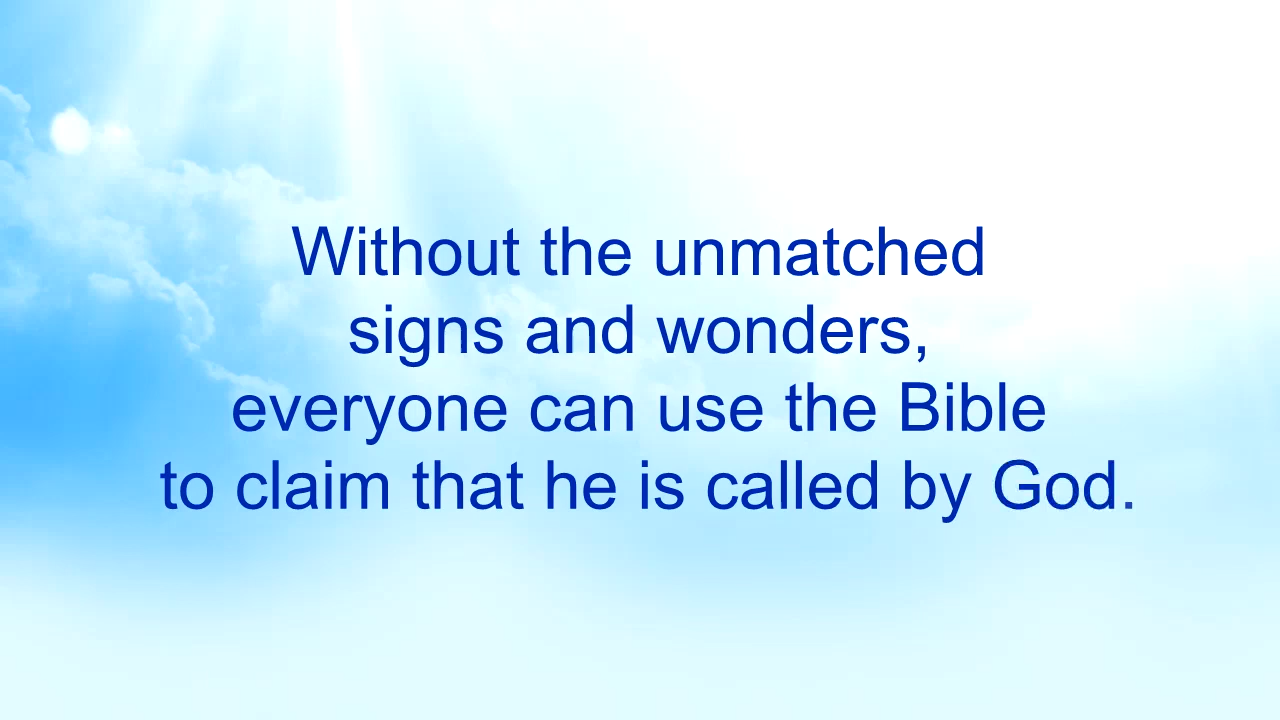 Without the unmatched
signs and wonders,
everyone can use the Bible
to claim that he is called by God.